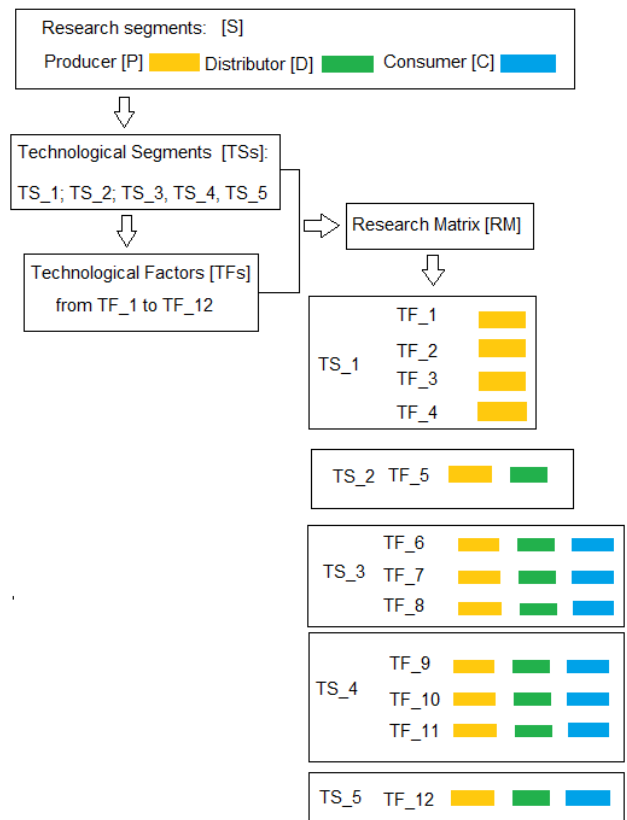 Research segments: [S]
Producer [P] Distributor [D] Consumer [C]
Technological Segments [TSs]:
TS_1; TS_2; TS_3, TS_4, TS_5
Technological Factors [TFs]
from TF_1 to TF_12
Research Matrix [RM]
TS_1
TF_1
TF_2
TF_3
TF_4
TS_2 TF_5
TS_3
TF_6
TF_7
TF_8
TS_4
TF_9
TF_10
TF_11
TS_5 TF_12